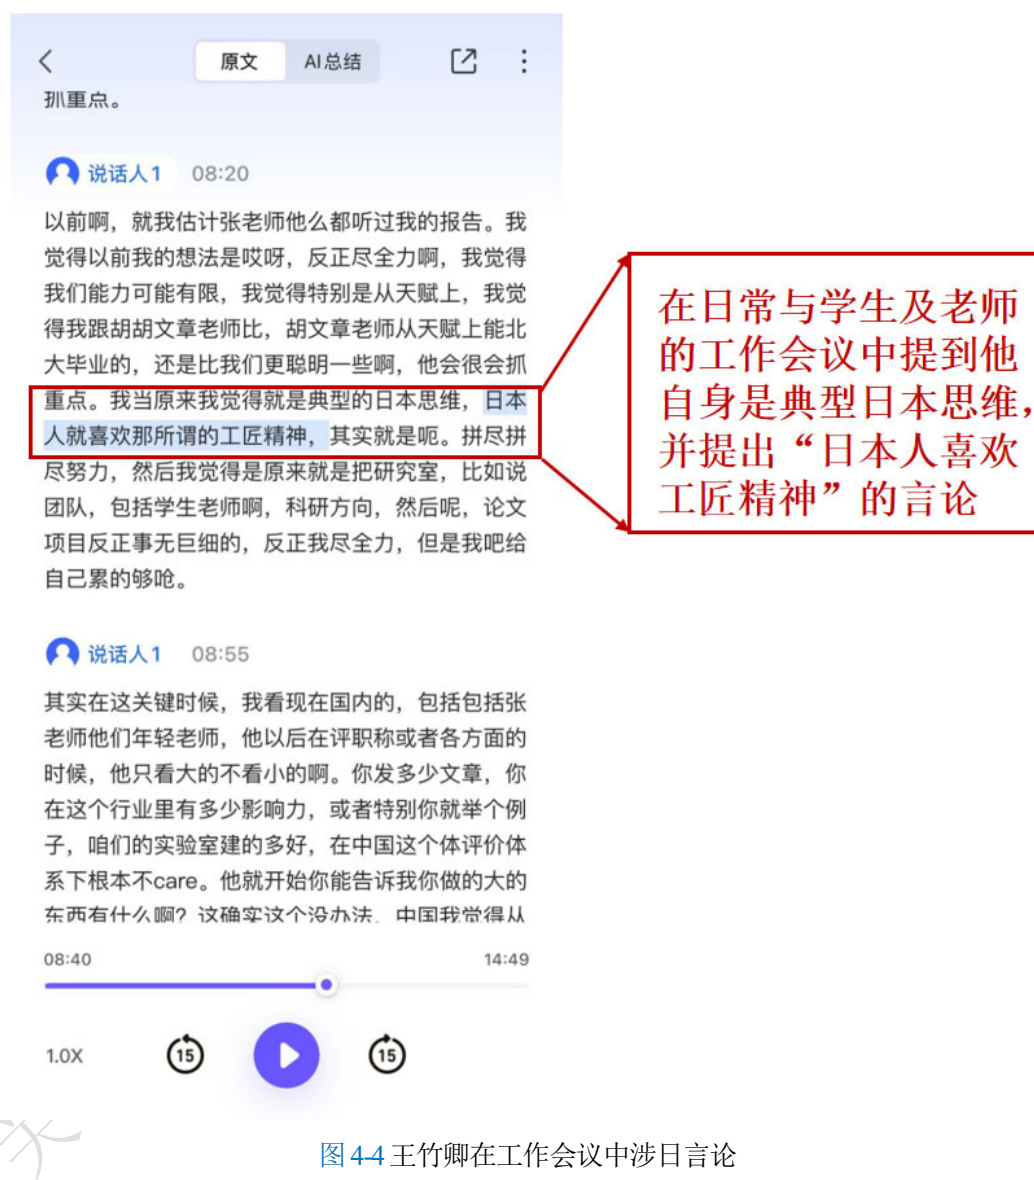 原文
AI总结
叭重点。
说话人1 08:20
以前啊，就我估计张老师他么都听过我的报告。我
觉得以前我的想法是哎呀，反正尽全力啊，我觉得
我们能力可能有限，我觉得特别是从天赋上，我觉
得我跟胡胡文章老师比，胡文章老师从天赋上能北
大毕业的，还是比我们更聪明一些啊，他会很会抓
重点。我当原来我觉得就是典型的日本思维，日本
人就喜欢那所谓的工匠精神，其实就是呃。拼尽拼
尽努力，然后我觉得是原来就是把研究室，比如说
团队，包括学生老师啊，科研方向，然后呢，论文
项目反正事无巨细的，反正我尽全力，但是我吧给
自己累的够呛。
说话人1 08:55
其实在这关键时候，我看现在国内的，包括包括张
老师他们年轻老师，他以后在评职称或者各方面的
时候，他只看大的不看小的啊。你发多少文章，你
在这个行业里有多少影响力，或者特别你就举个例
子，咱们的实验室建的多好，在中国这个体评价体
系下根本不care。他就开始你能告诉我你做的大的
东西有什么啊？这确实这个没办法，中国我觉得从
08:40 14:49
1.0X 15 15
在日常与学生及老师
的工作会议中提到他
自身是典型日本思维，
并提出“日本人喜欢
工匠精神”的言论
图 4-4 王竹卿在工作会议中涉日言论